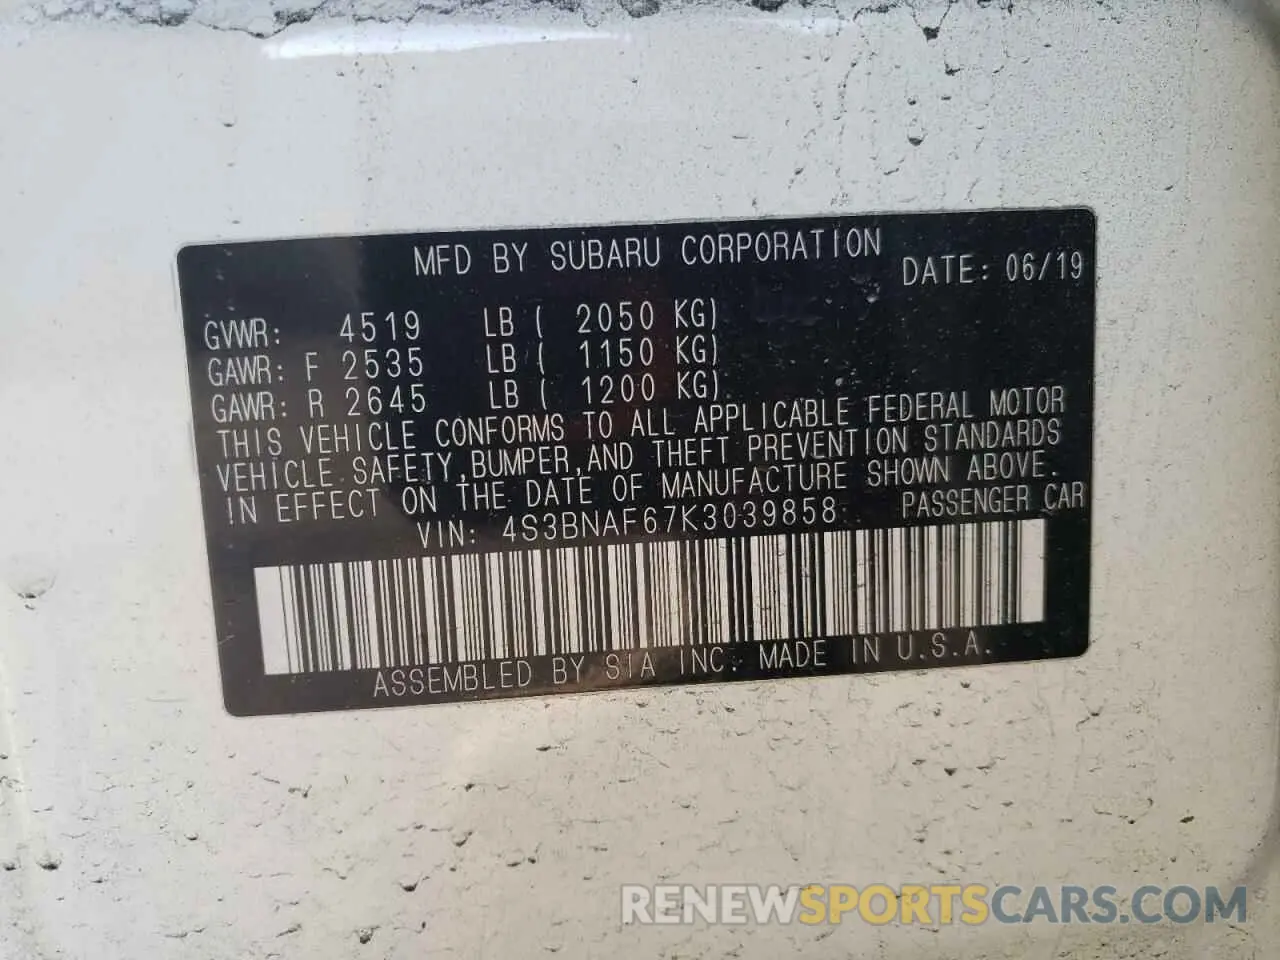 MFD BY SUBARU CORPORATION
DATE: 06/19
GVWR: 4519 LB ( 2050 KG)
GAWR: F 2535 LB ( 1150 KG)
GAWR: R 2645 LB ( 1200 KG)
THIS VEHICLE CONFORMS TO ALL APPLICABLE FEDERAL MOTOR
VEHICLE SAFETY,BUMPER,AND THEFT PREVENTION STANDARDS
IN EFFECT ON THE DATE OF MANUFACTURE SHOWN ABOVE.
VIN: 4S3BNAF67K3039858 PASSENGER CAR
ASSEMBLED BY SIA INC. MADE IN U.S.A.
RENEWSPORTSCARS.COM